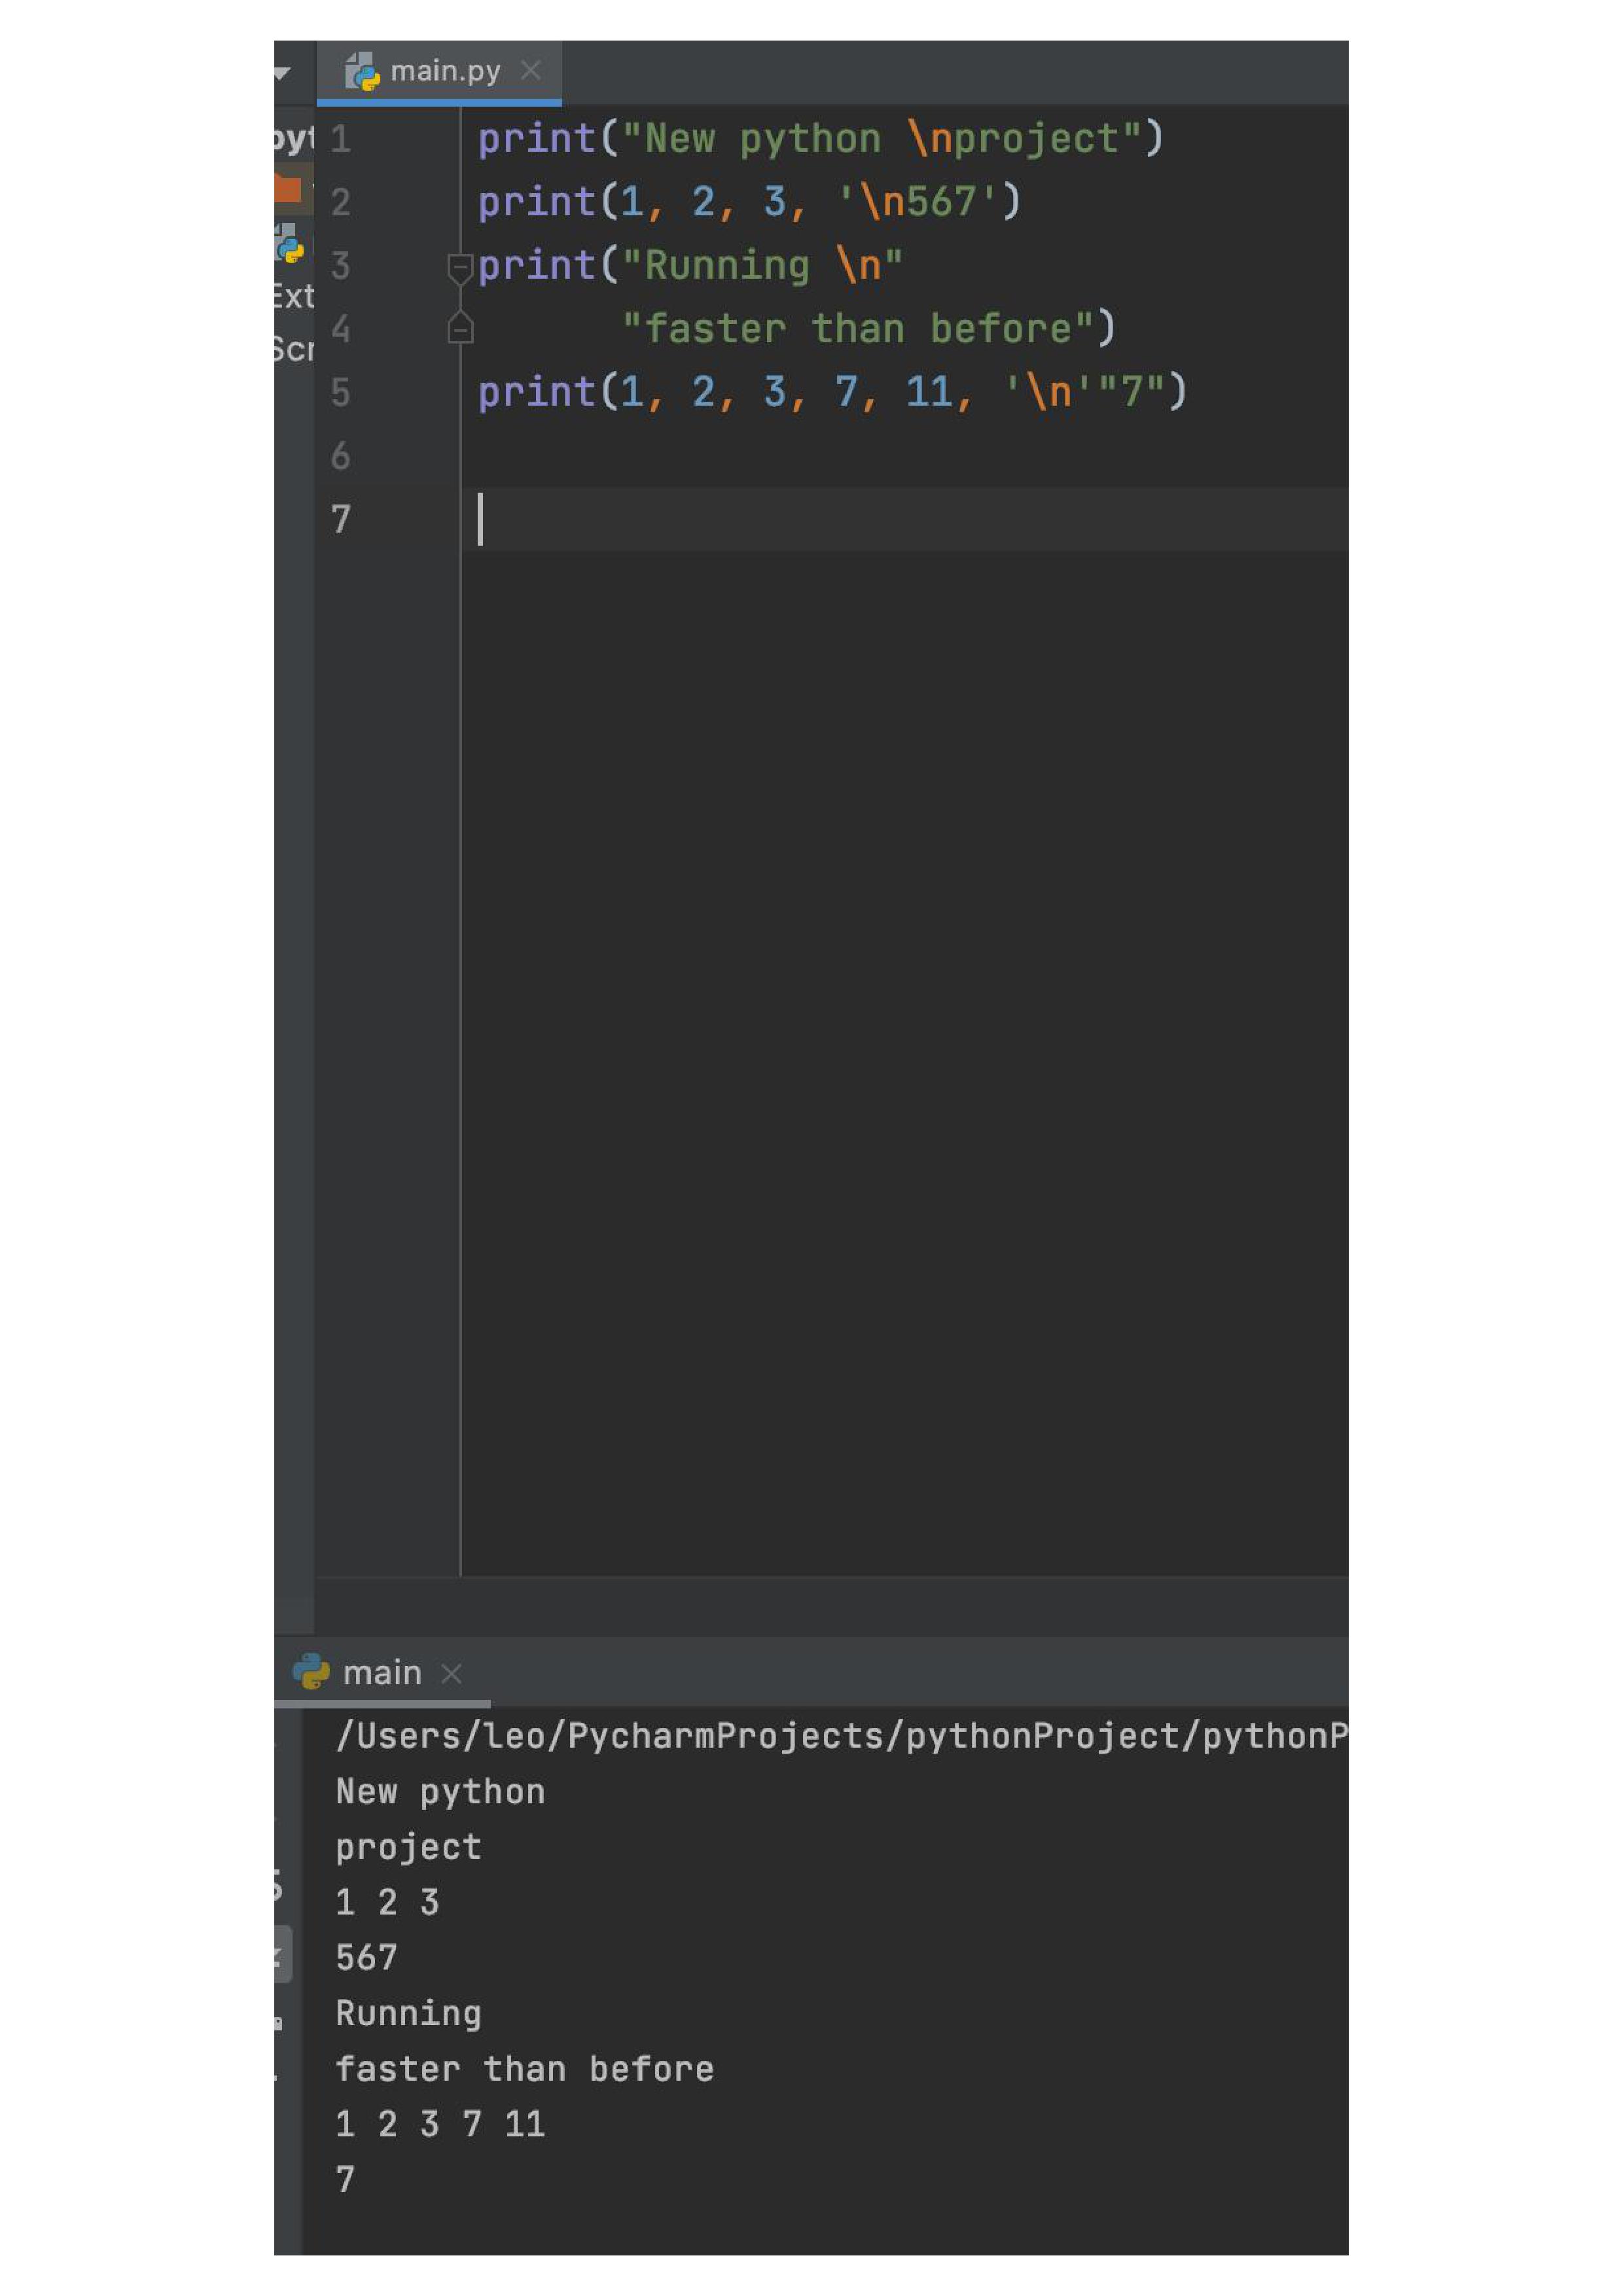 main.py
1 print("New python \nproject")
2 print(1, 2, 3, '\n567')
3 print("Running \n"
4 "faster than before")
5 print(1, 2, 3, 7, 11, '\n'"7")
6
7
Ext
Scr
main
/Users/leo/PycharmProjects/pythonProject/pythonP
New python
project
1 2 3
567
Running
faster than before
1 2 3 7 11
7